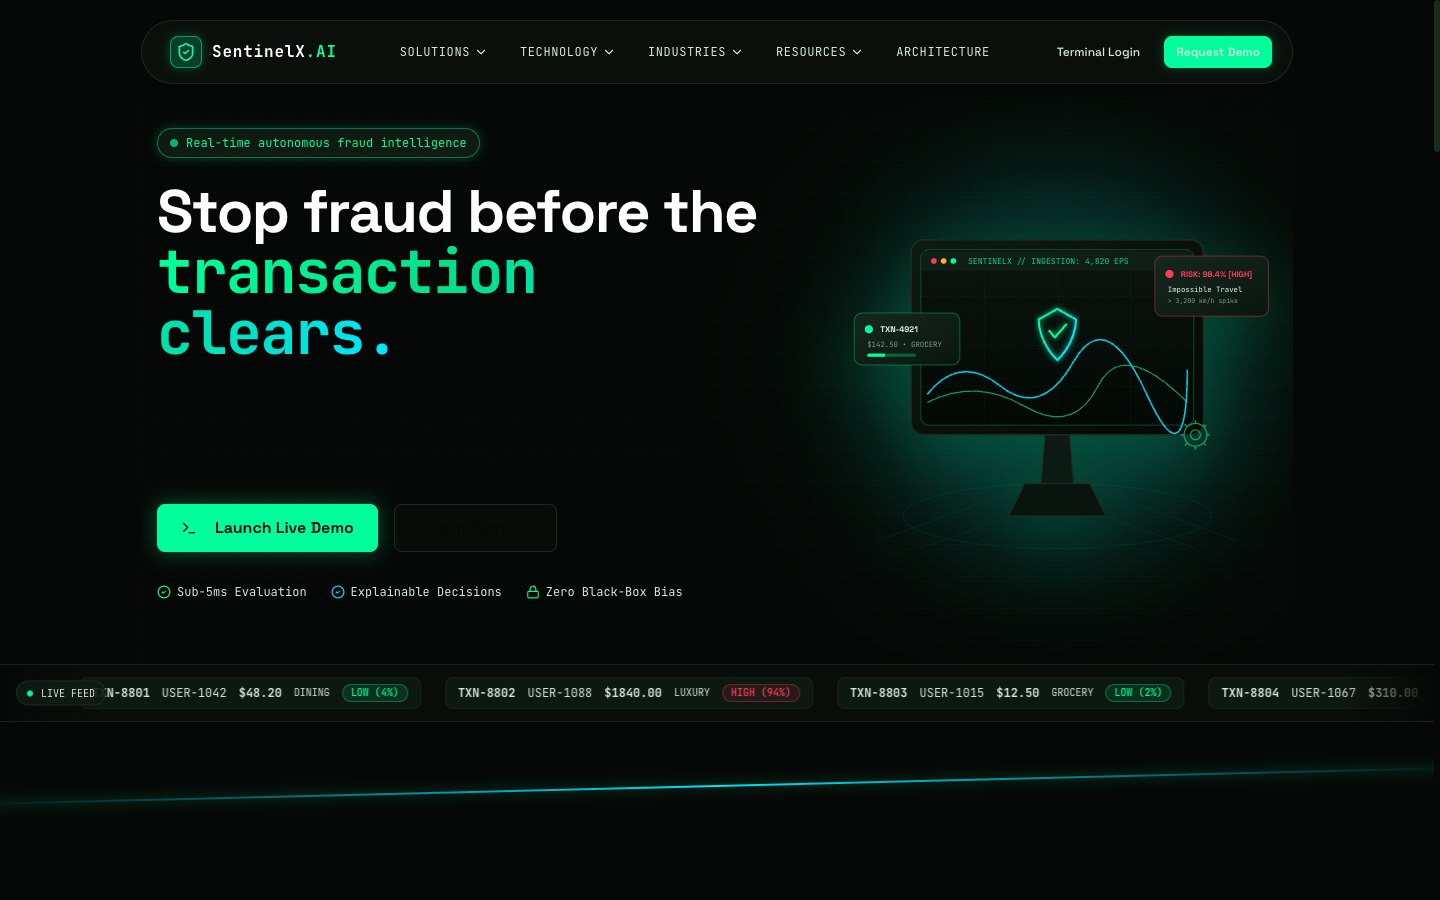 SentinelX.AI
SOLUTIONS
TECHNOLOGY
INDUSTRIES
RESOURCES
ARCHITECTURE
Terminal Login
Request Demo
Real-time autonomous fraud intelligence
Stop fraud before the
transaction
clears.
SENTINELX // INGESTION: 4,820 EPS
RISK: 98.4% [HIGH]
Impossible Travel
> 3,200 km/h spike
TXN-4921
$142.50 • GROCERY
Launch Live Demo
Sub-5ms Evaluation
Explainable Decisions
Zero Black-Box Bias
LIVE FEED
N-8801 USER-1042 $48.20 DINING LOW (4%)
TXN-8802 USER-1088 $1840.00 LUXURY HIGH (94%)
TXN-8803 USER-1015 $12.50 GROCERY LOW (2%)
TXN-8804 USER-1067 $310.00